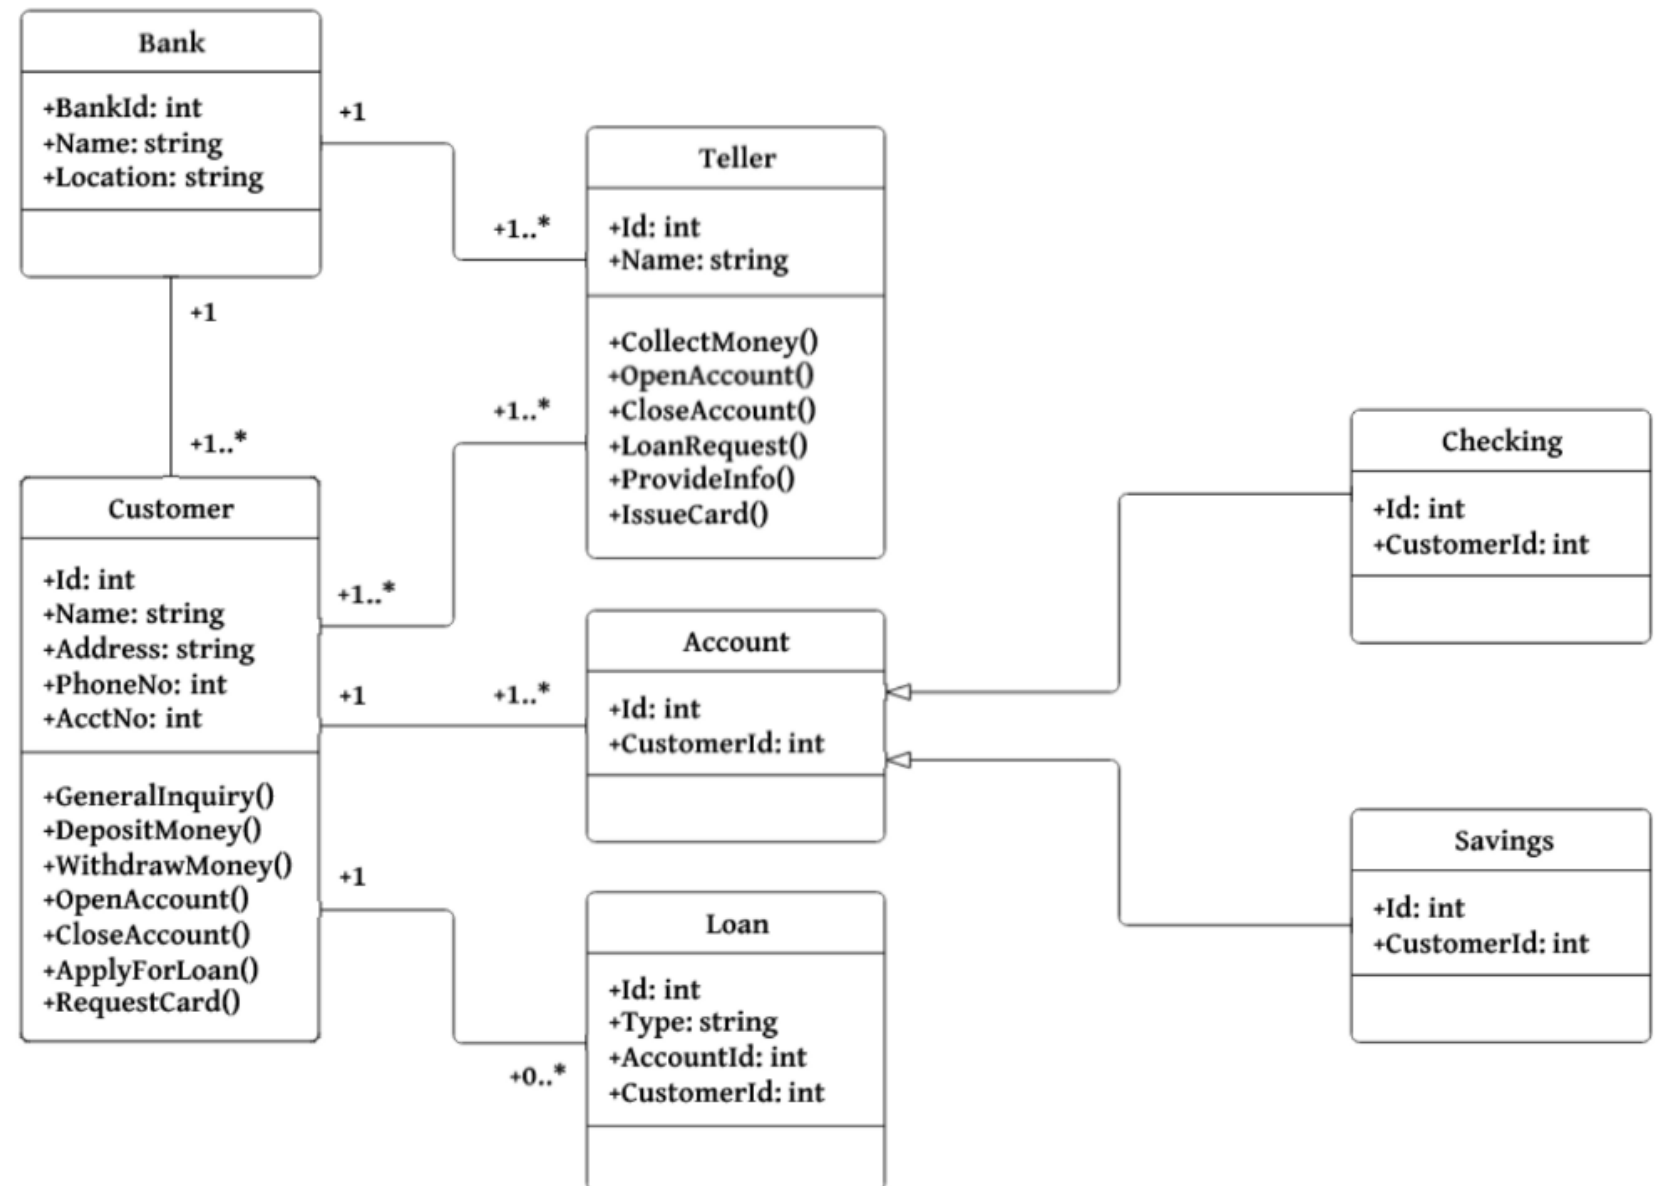 Bank
+BankId: int
+Name: string
+Location: string
+1
+1..*
+1
+1..*
Teller
+Id: int
+Name: string
+CollectMoney()
+OpenAccount()
+CloseAccount()
+LoanRequest()
+ProvideInfo()
+IssueCard()
Customer
+Id: int
+Name: string
+Address: string
+PhoneNo: int
+AcctNo: int
+GeneralInquiry()
+DepositMoney()
+WithdrawMoney()
+OpenAccount()
+CloseAccount()
+ApplyForLoan()
+RequestCard()
+1..*
+1..*
+1
+1..*
+1
+0..*
Account
+Id: int
+CustomerId: int
Loan
+Id: int
+Type: string
+AccountId: int
+CustomerId: int
Checking
+Id: int
+CustomerId: int
Savings
+Id: int
+CustomerId: int